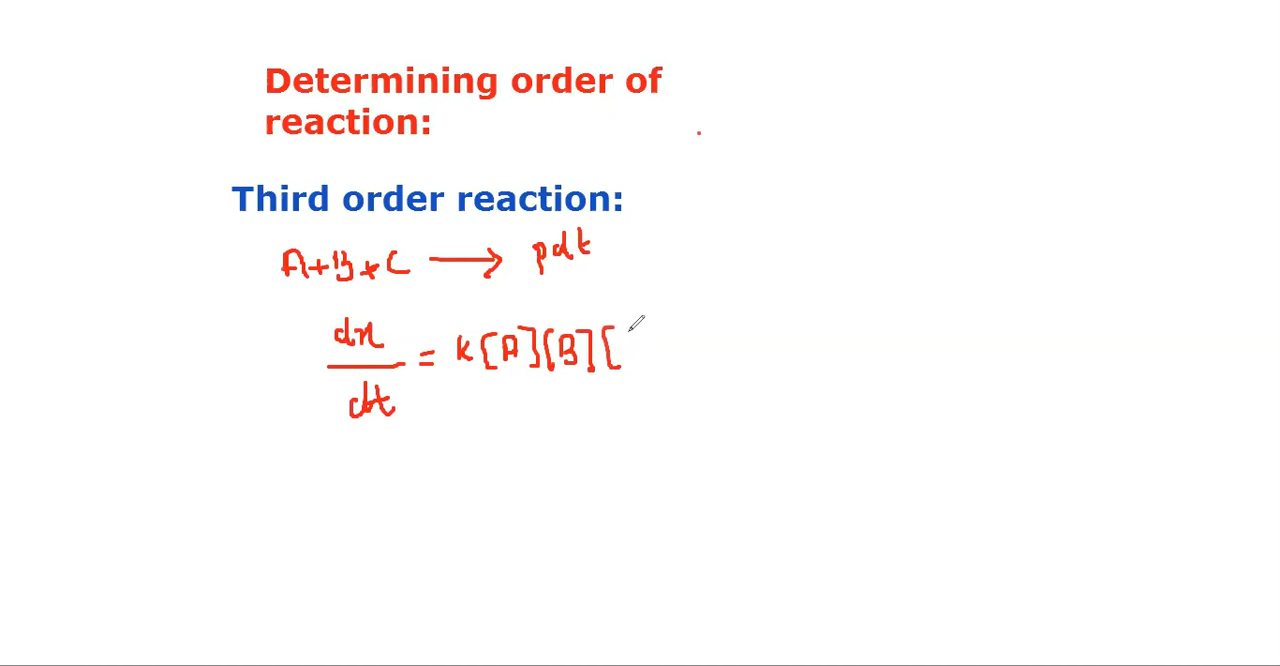 Determining order of
reaction:
Third order reaction:
A+B+C → pdt
dx
—
dt
= K[A][B][